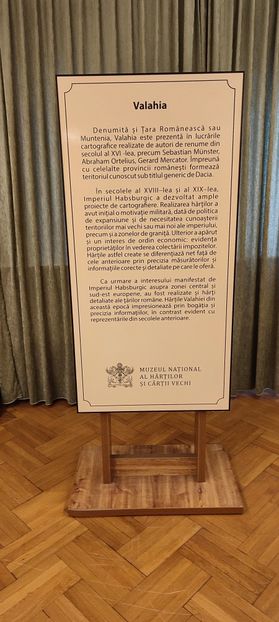 Valahia
Denumită și Țara Românească sau
Muntenia, Valahia este prezentă în lucrările
cartografice realizate de autori de renume din
secolul al XVI -lea, precum Sebastian Münster,
Abraham Ortelius, Gerard Mercator. Împreună
cu celelalte provincii românești formează
teritoriul cunoscut sub titlul generic de Dacia.
În secolele al XVIII–lea și al XIX-lea,
Imperiul Habsburgic a dezvoltat ample
proiecte de cartografiere. Realizarea hărților a
avut inițial o motivație militară, dată de politica
de expansiune și de necesitatea cunoașterii
teritoriilor mai vechi sau mai noi ale imperiului,
precum și a zonelor de graniță. Ulterior a apărut
și un interes de ordin economic: evidența
proprietăților în vederea colectării impozitelor.
Hărțile astfel create se diferențiază net față de
cele anterioare prin precizia măsurătorilor și
informațiile corecte și detaliate pe care le oferă.
Ca urmare a interesului manifestat de
Imperiul Habsburgic asupra zonei central și
sud-est europene, au fost realizate și hărți
detaliate ale țărilor române. Hărțile Valahiei din
această epocă impresionează prin bogăția și
precizia informațiilor, în contrast evident cu
reprezentările din secolele anterioare.
MUZEUL NAȚIONAL
AL HĂRȚILOR
ȘI CĂRȚII VECHI